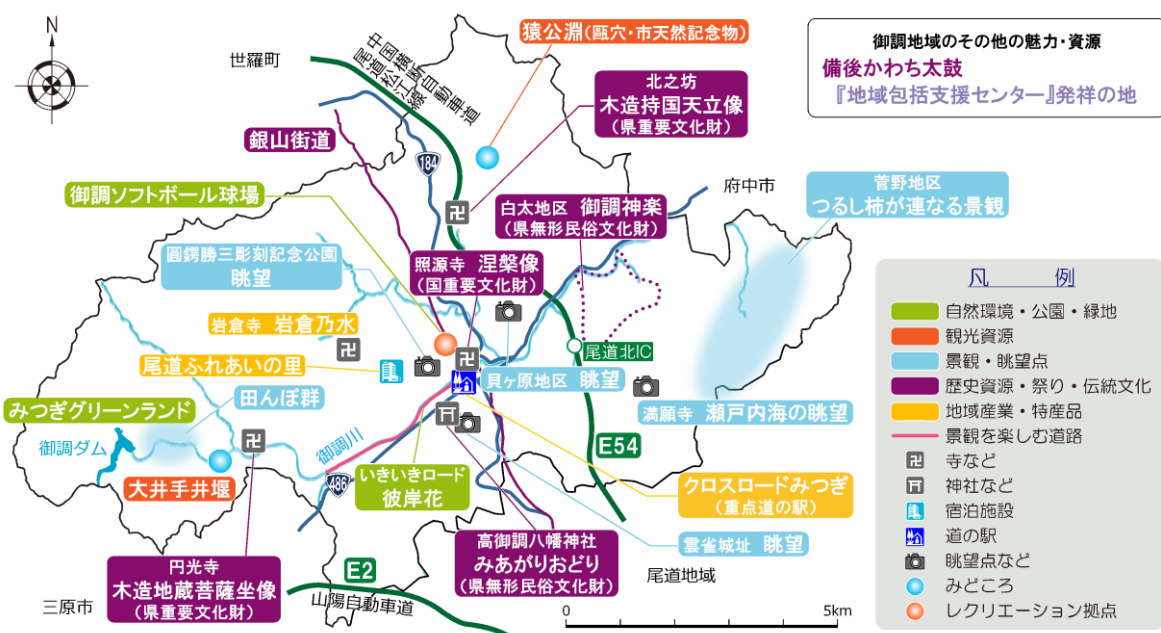 N
世羅町
中国横断自動車道
尾道松江線
猿公淵(甌穴・市天然記念物)
御調地域のその他の魅力・資源
備後かわち太鼓
『地域包括支援センター』発祥の地
北之坊
木造持国天立像
(県重要文化財)
銀山街道
184
御調ソフトボール球場
白太地区 御調神楽
(県無形民俗文化財)
府中市
菅野地区
つるし柿が連なる景観
圓鍔勝三彫刻記念公園
眺望
照源寺 涅槃像
(国重要文化財)
岩倉寺 岩倉乃水
尾道ふれあいの里
尾道北IC
貝ヶ原地区 眺望
満願寺 瀬戸内海の眺望
みつぎグリーンランド
田んぼ群
御調ダム
御調川
大井手井堰
486
いきいきロード
彼岸花
E54
クロスロードみつぎ
(重点道の駅)
円光寺
木造地蔵菩薩坐像
(県重要文化財)
高御調八幡神社
みあがりおどり
(県無形民俗文化財)
雲雀城址 眺望
尾道地域
三原市
E2
山陽自動車道
0
5km
凡 例
自然環境・公園・緑地
観光資源
景観・眺望点
歴史資源・祭り・伝統文化
地域産業・特産品
景観を楽しむ道路
寺など
神社など
宿泊施設
道の駅
眺望点など
みどころ
レクリエーション拠点